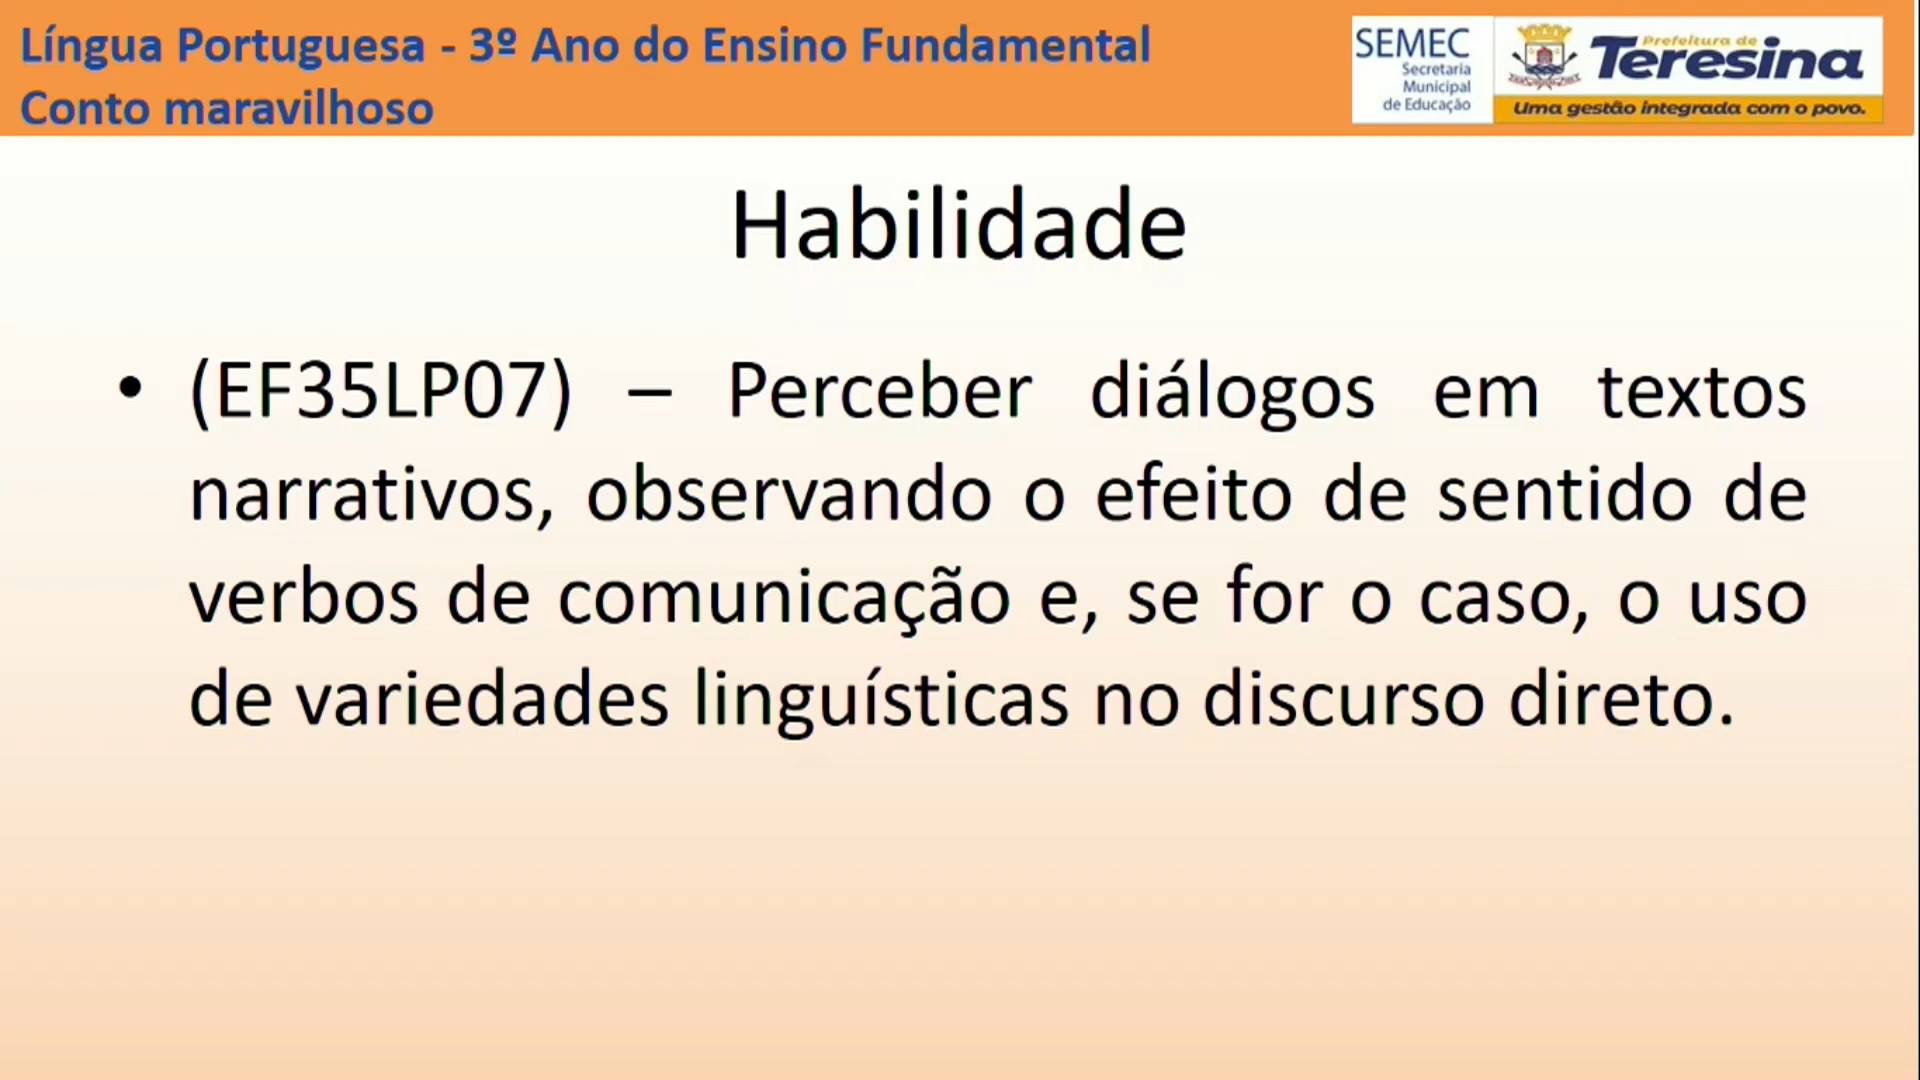 Língua Portuguesa - 3º Ano do Ensino Fundamental
Conto maravilhoso
SEMEC
Secretaria
Municipal
de Educação
Prefeitura de
Teresina
Uma gestão integrada com o povo.
Habilidade
• (EF35LP07) – Perceber diálogos em textos
narrativos, observando o efeito de sentido de
verbos de comunicação e, se for o caso, o uso
de variedades linguísticas no discurso direto.